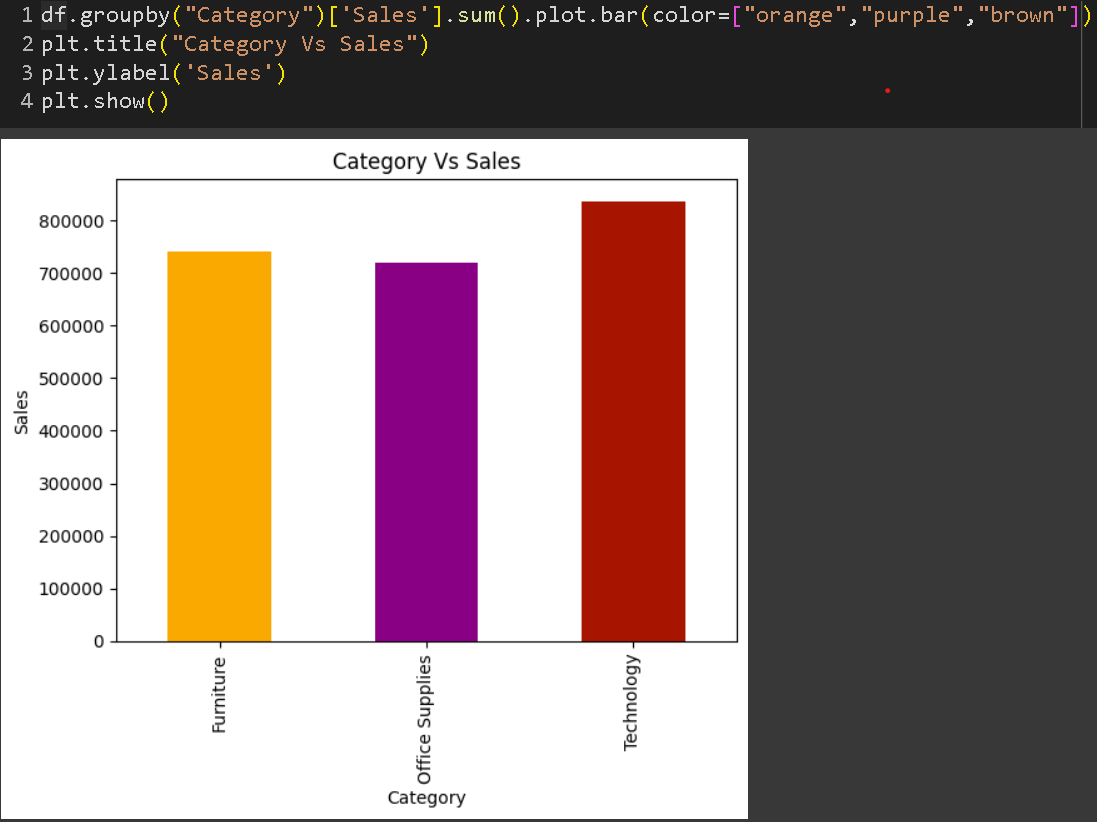 1 df.groupby("Category")['Sales'].sum().plot.bar(color=["orange","purple","brown"])
2 plt.title("Category Vs Sales")
3 plt.ylabel('Sales')
4 plt.show()
Category Vs Sales
800000
700000
600000
500000
400000
300000
200000
100000
0
Sales
Furniture
Office Supplies
Technology
Category